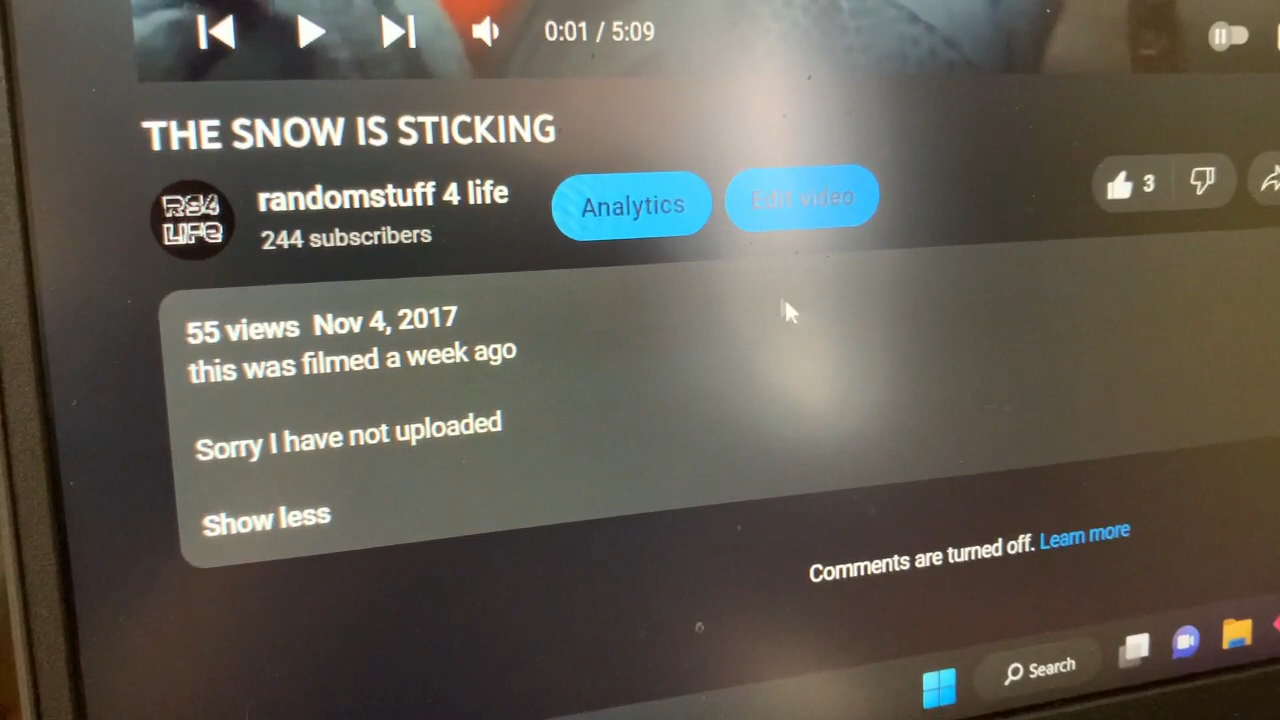 0:01 / 5:09
THE SNOW IS STICKING
RS4
LIFE
randomstuff 4 life
244 subscribers
Analytics
Edit video
3
55 views Nov 4, 2017
this was filmed a week ago
Sorry I have not uploaded
Show less
Comments are turned off. Learn more
Search